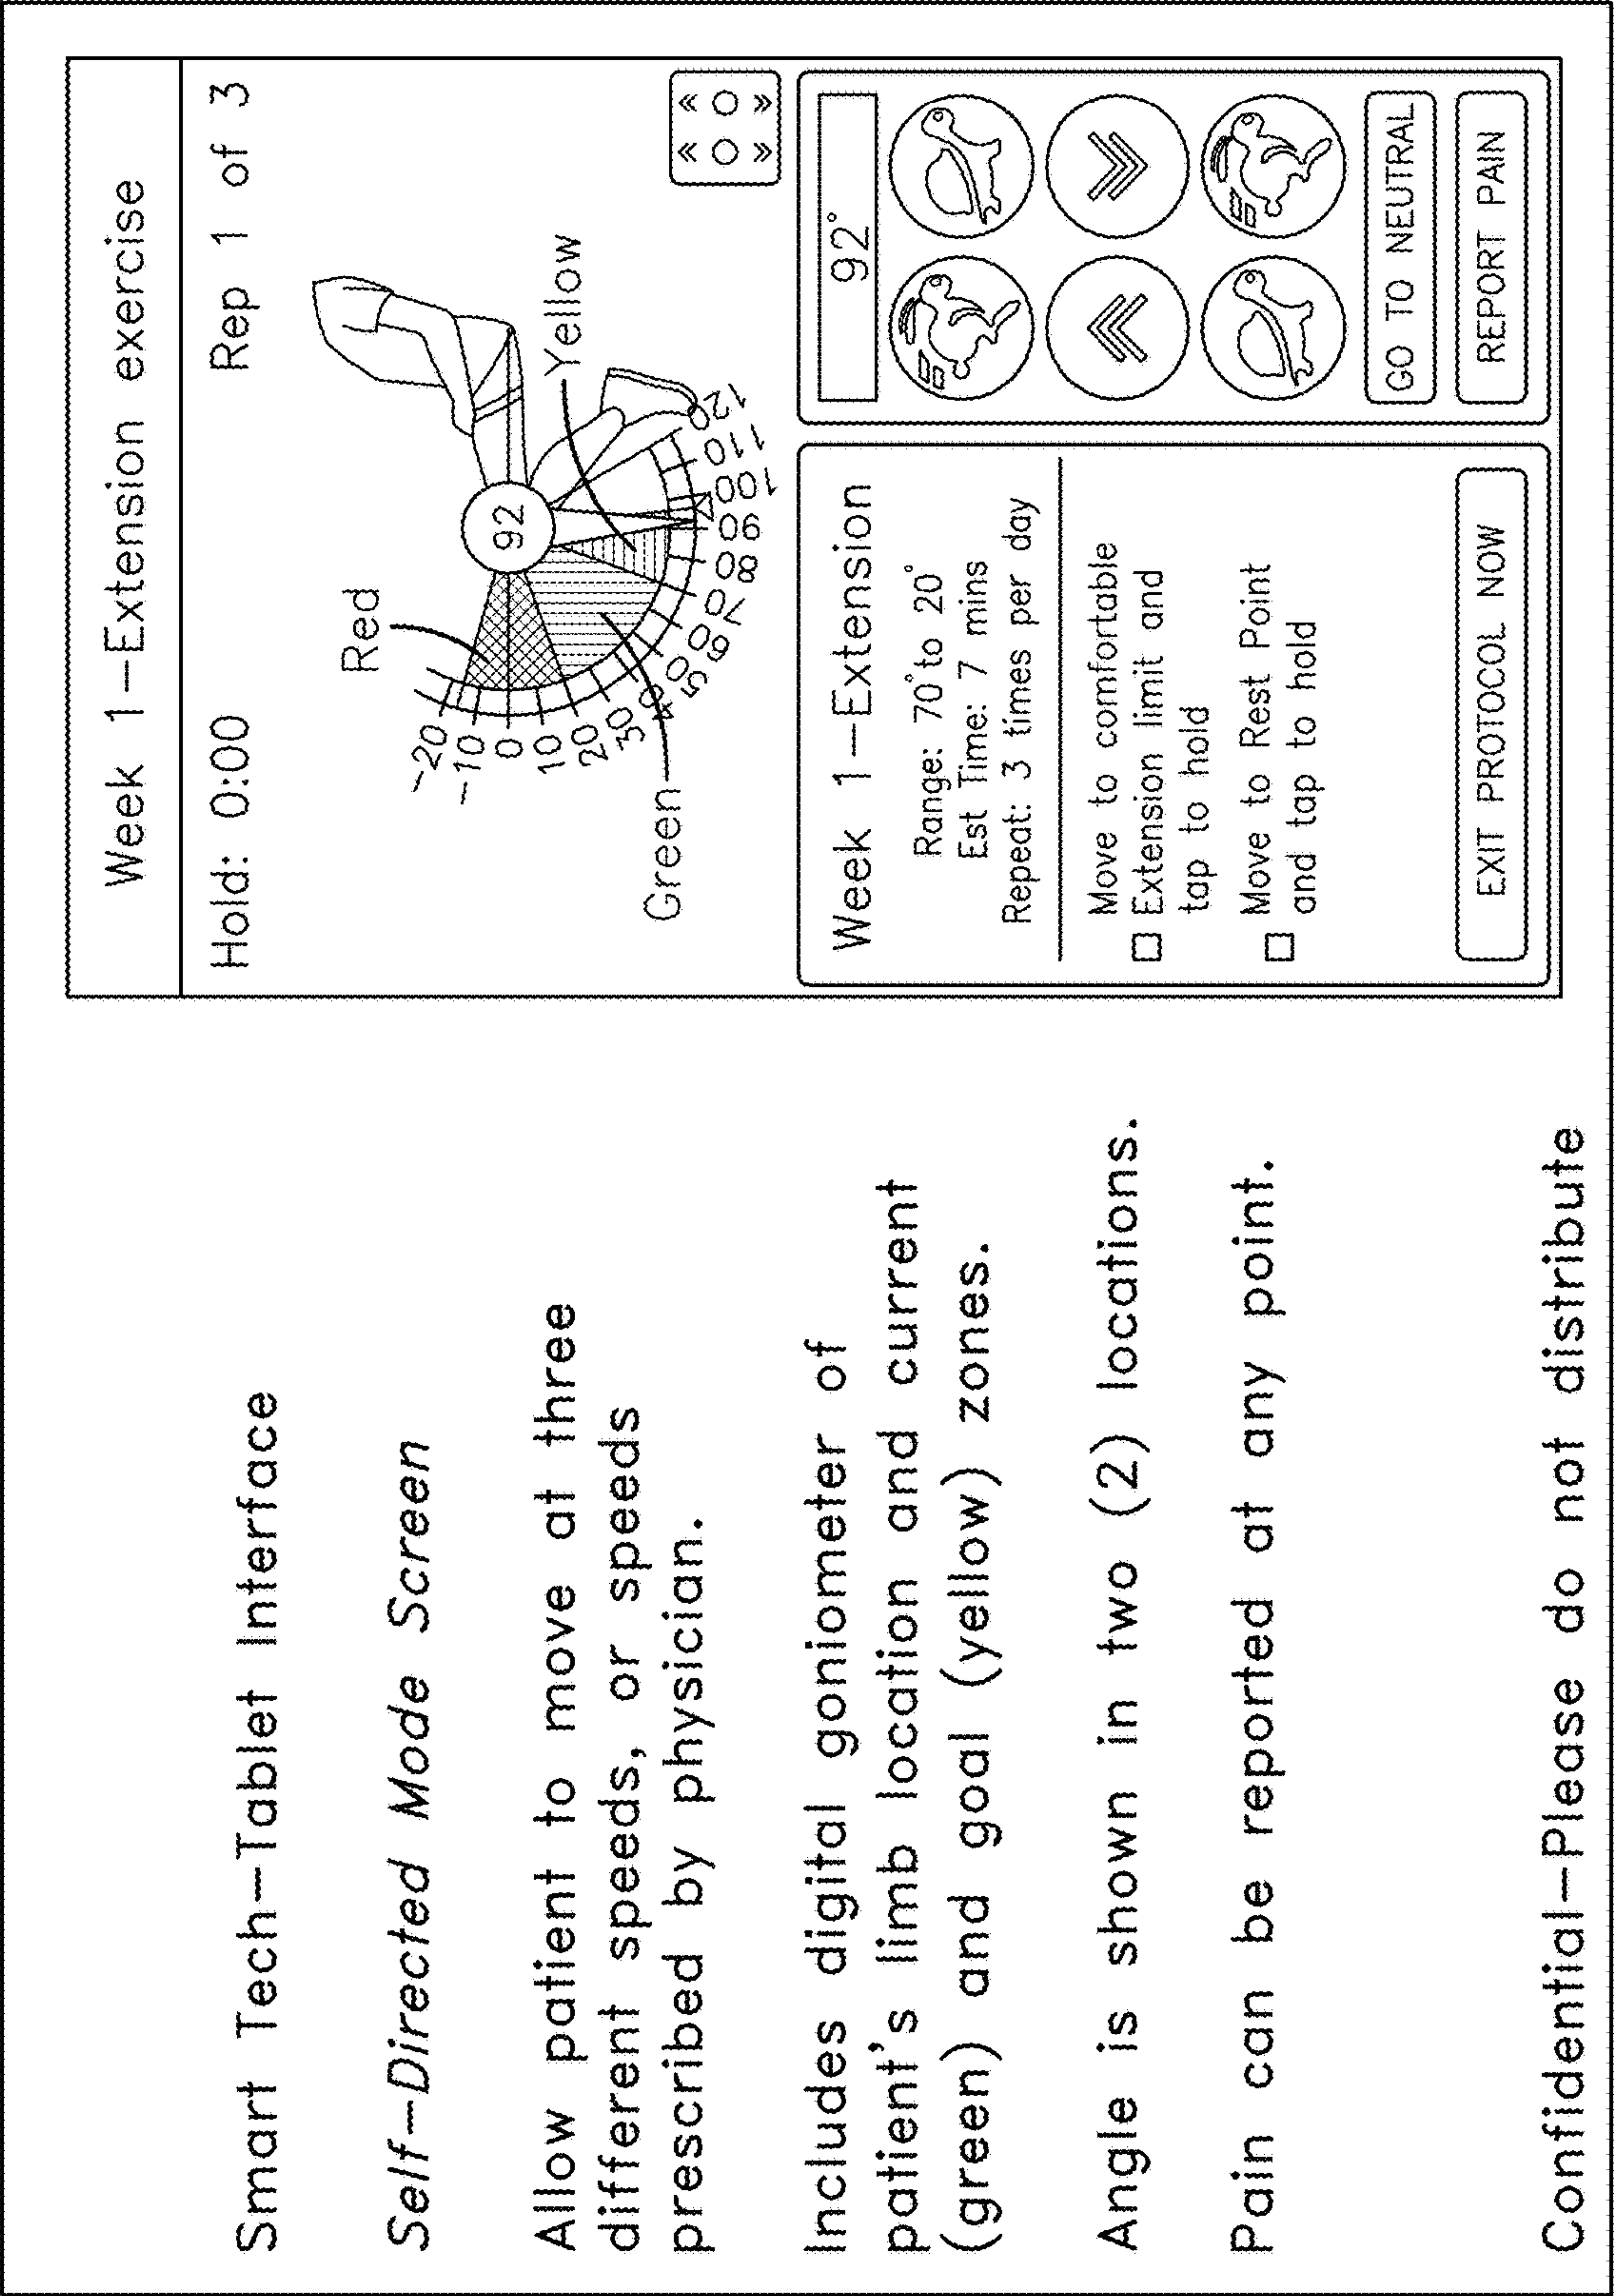 Smart Tech-Tablet Interface
Self-Directed Mode Screen
Allow patient to move at three
different speeds, or speeds
prescribed by physician.
Includes digital goniometer of
patient's limb location and current
(green) and goal (yellow) zones.
Angle is shown in two (2) locations.
Pain can be reported at any point.
Confidential-Please do not distribute
Week 1-Extension exercise
Hold: 0:00
Rep 1 of 3
Red
Yellow
Green
92
-20
-10
0
10
20
30
40
50
60
70
80
90
100
110
120
Week 1-Extension
Range: 70° to 20°
Est Time: 7 mins
Repeat: 3 times per day
Move to comfortable
Extension limit and
tap to hold
Move to Rest Point
and tap to hold
EXIT PROTOCOL NOW
92°
GO TO NEUTRAL
REPORT PAIN